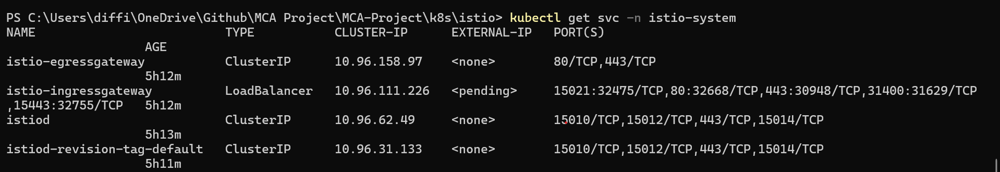 PS C:\Users\diffi\OneDrive\Github\MCA Project\MCA-Project\k8s\istio> kubectl get svc -n istio-system
NAME                          TYPE           CLUSTER-IP      EXTERNAL-IP   PORT(S)
                   AGE
istio-egressgateway           ClusterIP      10.96.158.97    <none>        80/TCP,443/TCP
                   5h12m
istio-ingressgateway          LoadBalancer   10.96.111.226   <pending>     15021:32475/TCP,80:32668/TCP,443:30948/TCP,31400:31629/TCP
,15443:32755/TCP   5h12m
istiod                        ClusterIP      10.96.62.49     <none>        15010/TCP,15012/TCP,443/TCP,15014/TCP
                   5h13m
istiod-revision-tag-default   ClusterIP      10.96.31.133    <none>        15010/TCP,15012/TCP,443/TCP,15014/TCP
                   5h11m